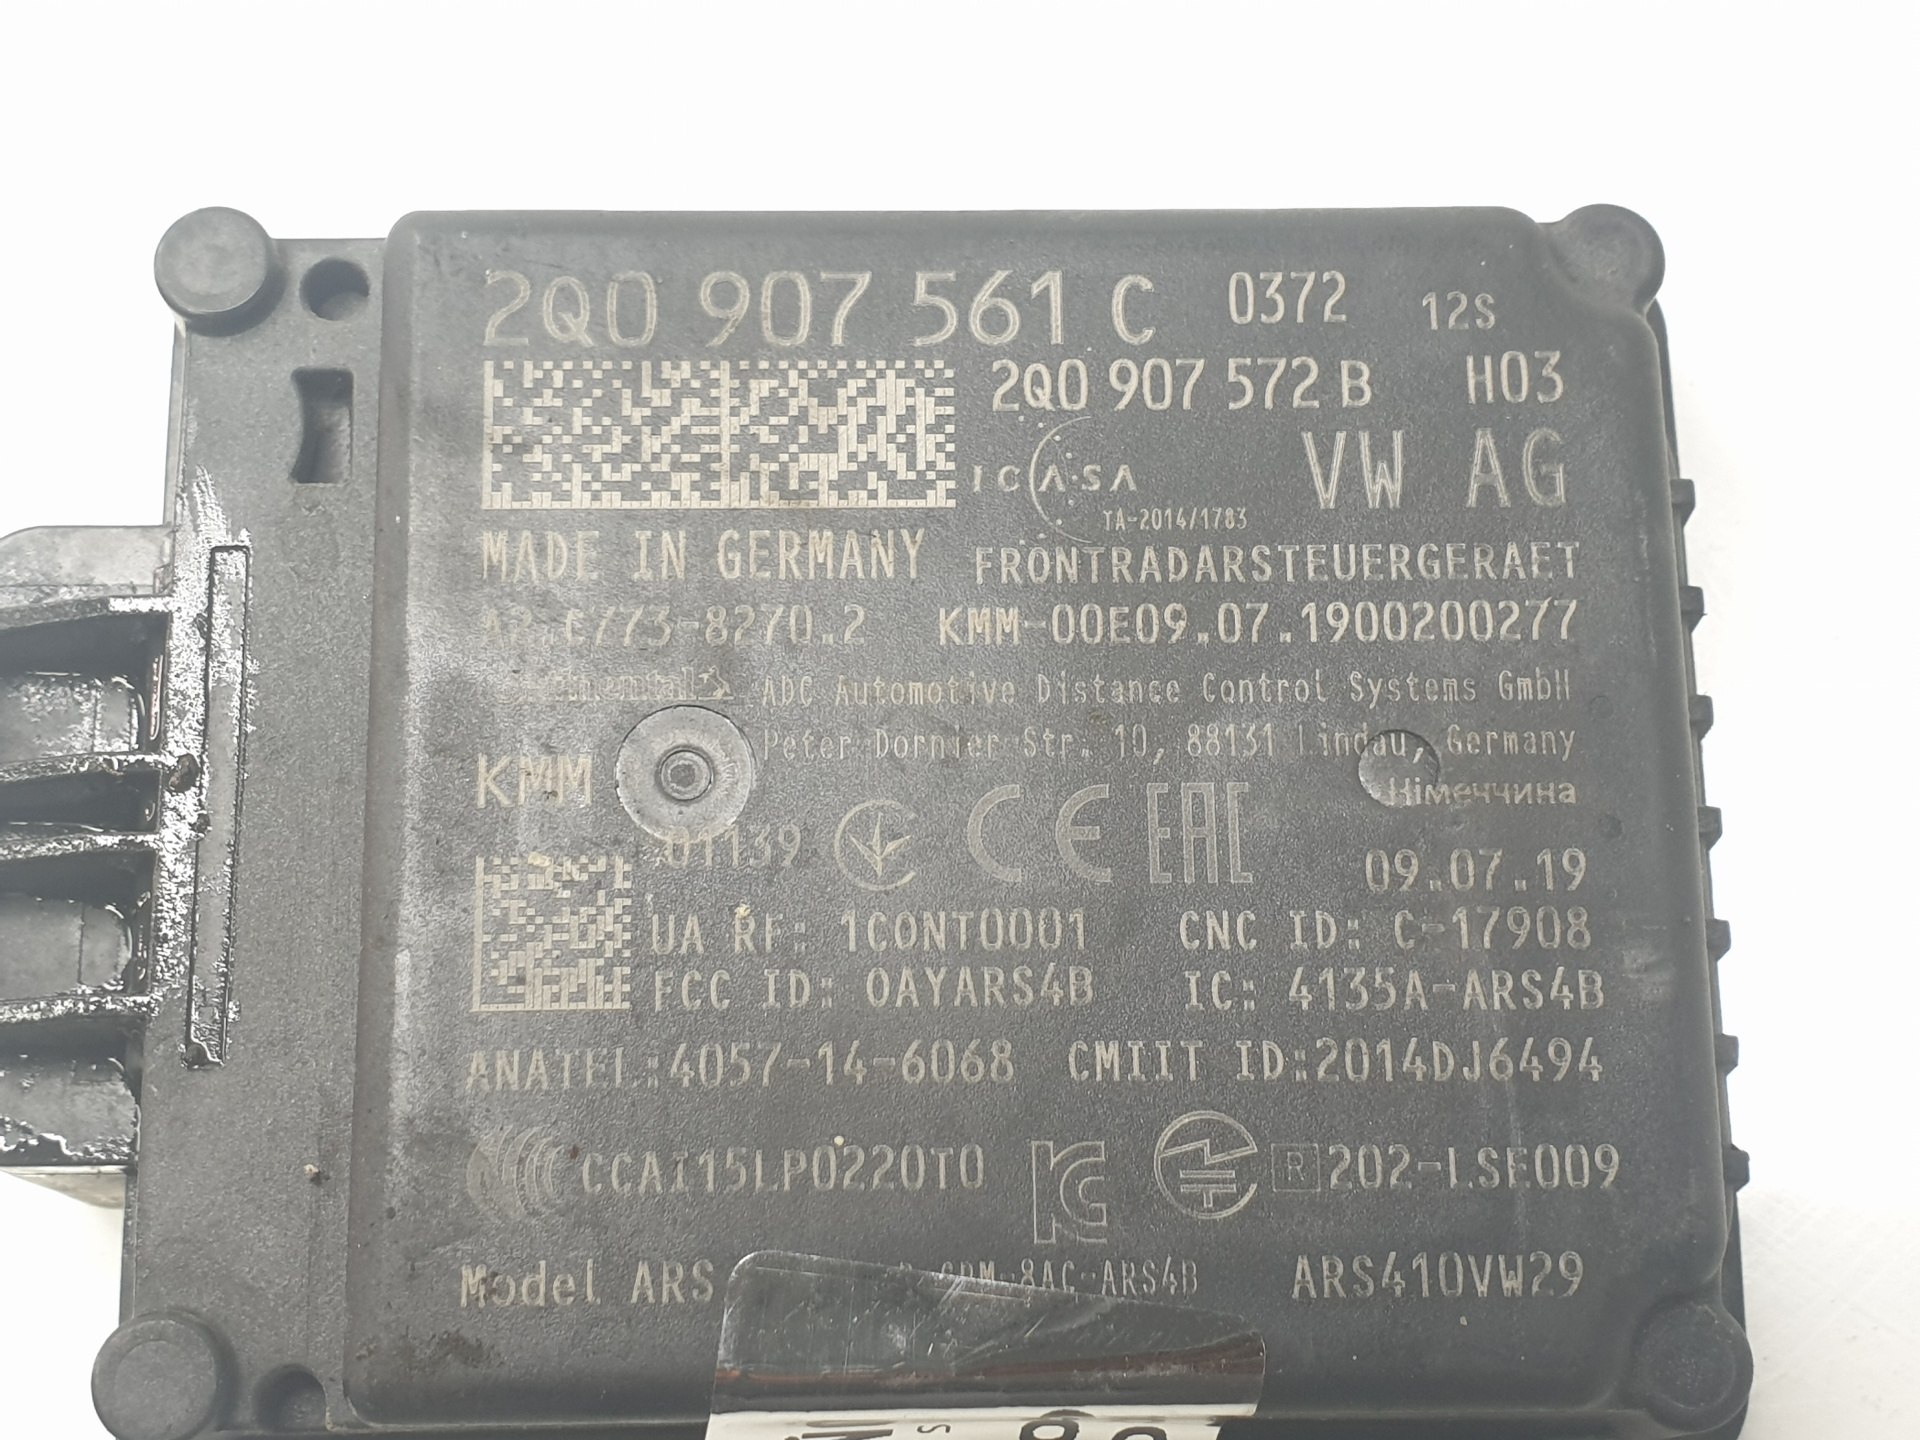 2Q0 907 561 C 0372 12S
2Q0 907 572 B H03
ICASA VW AG
TA-2014/1783
MADE IN GERMANY FRONTRADARSTEUERGERAET
KMM-00E09.07.1900200277
ADC Automotive Distance Control Systems GmbH
Peter Dornier Str. 10, 88131 Lindau, Germany
KMM Німеччина
01139 CE EAC 09.07.19
UA RF: 1CONT0001 CNC ID: C-17908
FCC ID: OAYARS4B IC: 4135A-ARS4B
ANATEL:4057-14-6068 CMIIT ID:2014DJ6494
CCAI15LP0220T0 R 202-LSE009
Model ARS ARS410VW29